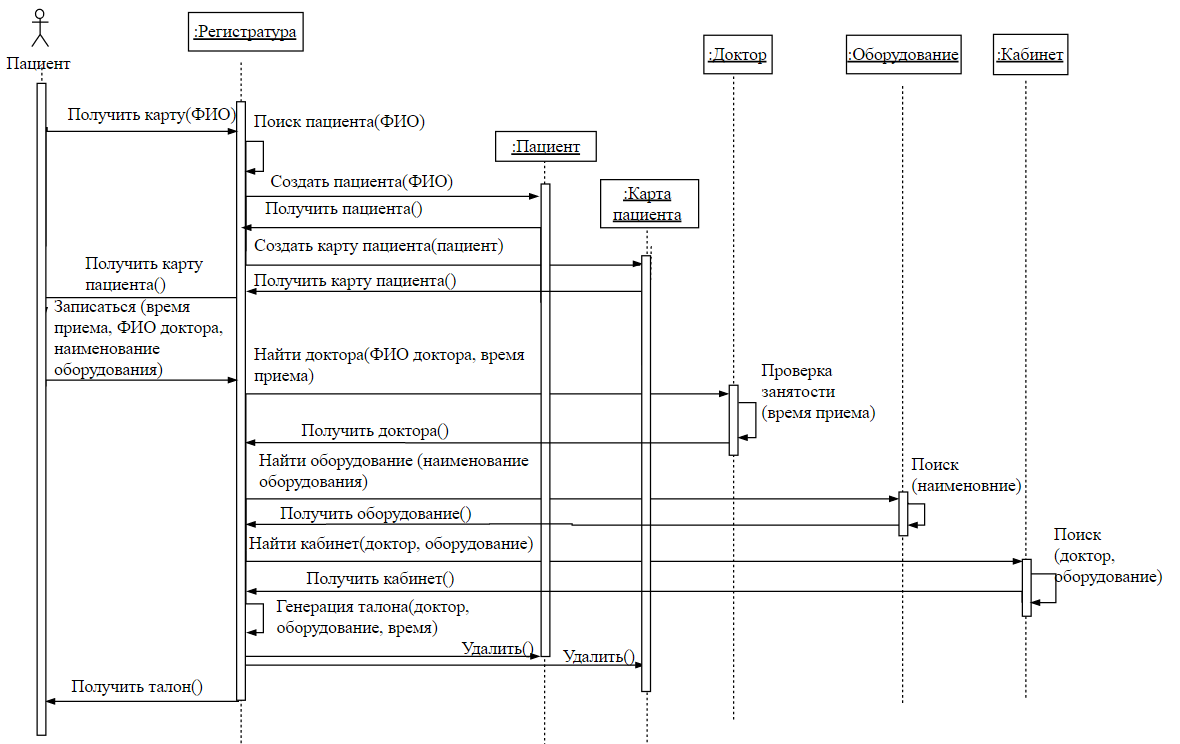 :Регистратура
:Доктор
:Оборудование
:Кабинет
Пациент
Получить карту(ФИО)
Поиск пациента(ФИО)
:Пациент
Создать пациента(ФИО)
:Карта
пациента
Получить пациента()
Создать карту пациента(пациент)
Получить карту
пациента()
Получить карту пациента()
Записаться (время
приема, ФИО доктора,
наименование
оборудования)
Найти доктора(ФИО доктора, время
приема)
Проверка
занятости
(время приема)
Получить доктора()
Найти оборудование (наименование
оборудования)
Поиск
(наименовние)
Получить оборудование()
Найти кабинет(доктор, оборудование)
Поиск
(доктор,
оборудование)
Получить кабинет()
Генерация талона(доктор,
оборудование, время)
Удалить()
Удалить()
Получить талон()